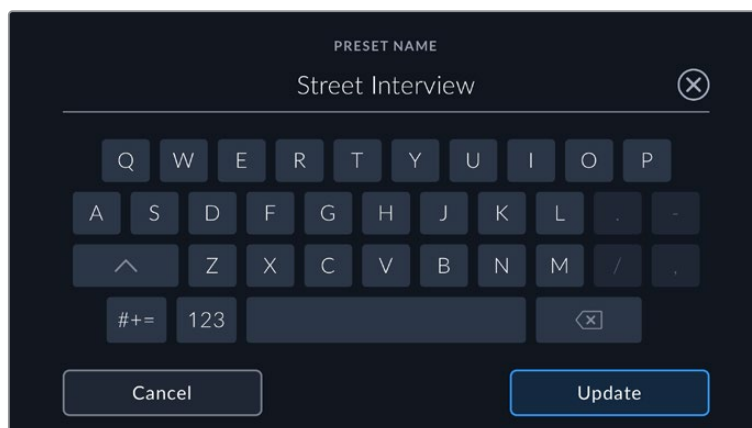 PRESET NAME
Street Interview
Q W E R T Y U I O P
A S D F G H J K L . -
Z X C V B N M / ,
#+= 123
Cancel Update